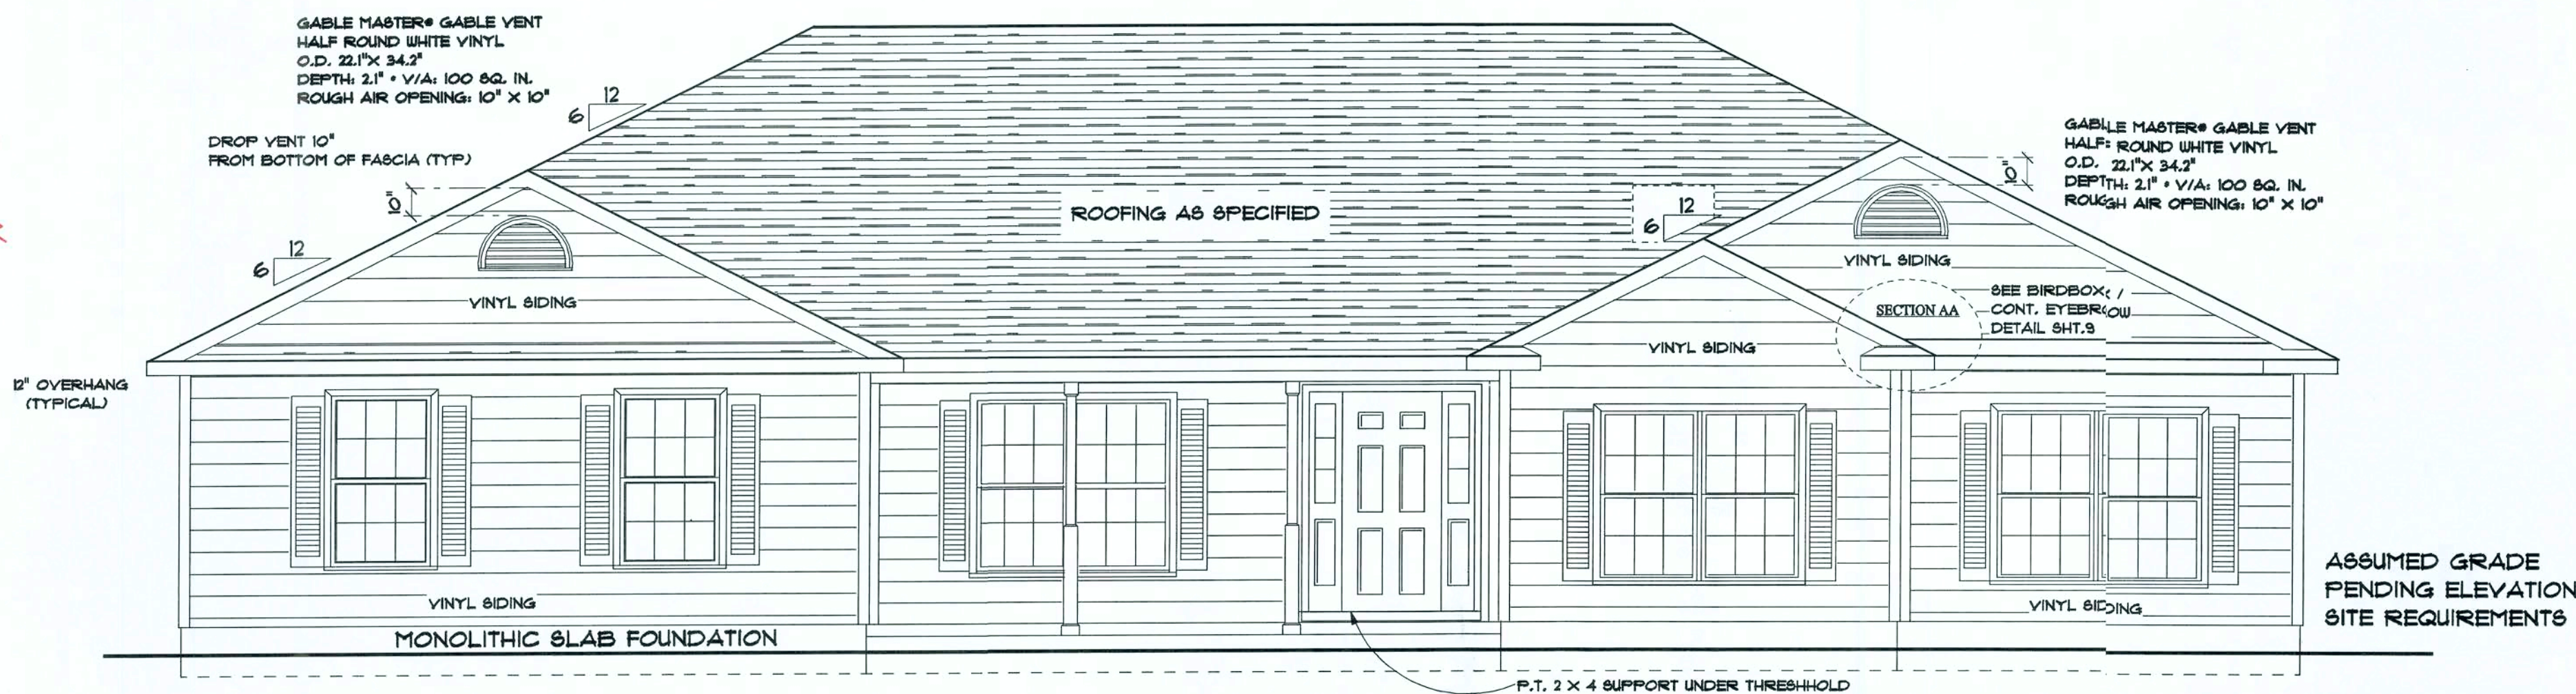 GABLE MASTER® GABLE VENT
HALF ROUND WHITE VINYL
O.D. 22.1"X 34.2"
DEPTH: 2.1" • V/A: 100 SQ. IN.
ROUGH AIR OPENING: 10" X 10"
DROP VENT 10"
FROM BOTTOM OF FASCIA (TYP)
12
6
10"
12
6
VINYL SIDING
12" OVERHANG
(TYPICAL)
VINYL SIDING
MONOLITHIC SLAB FOUNDATION
ROOFING AS SPECIFIED
12
6
VINYL SIDING
GABLE MASTER® GABLE VENT
HALF ROUND WHITE VINYL
O.D. 22.1"X 34.2"
DEPTH: 2.1" • V/A: 100 SQ. IN.
ROUGH AIR OPENING: 10" X 10"
10"
VINYL SIDING
SECTION AA
SEE BIRDBOX /
CONT. EYEBROW
DETAIL SHT.9
VINYL SIDING
ASSUMED GRADE
PENDING ELEVATION
SITE REQUIREMENTS
P.T. 2 X 4 SUPPORT UNDER THRESHHOLD